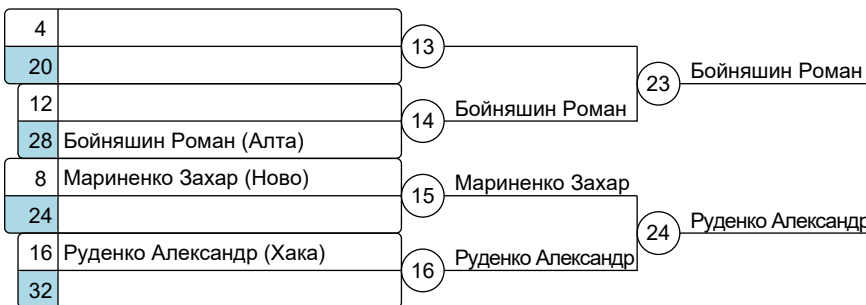 4
13
20
23 Бойняшин Роман
12
14 Бойняшин Роман
28 Бойняшин Роман (Алта)
8 Мариненко Захар (Ново)
15 Мариненко Захар
24
24 Руденко Александр
16 Руденко Александр (Хака)
16 Руденко Александр
32